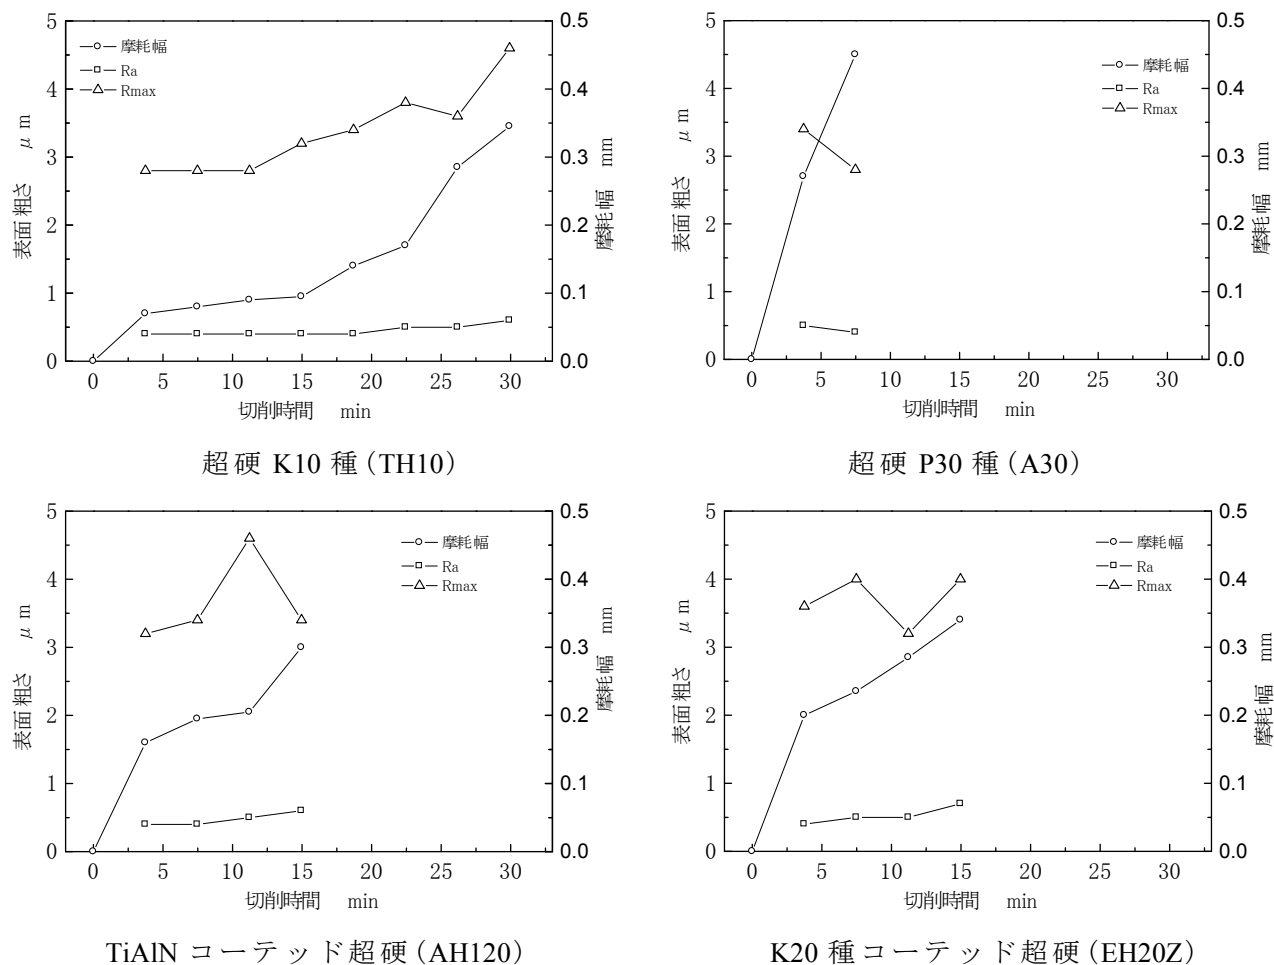 5
4
3
2
1
0
表面粗さ μm
0.5
0.4
0.3
0.2
0.1
0.0
摩耗幅 mm
摩耗幅
Ra
Rmax
0 5 10 15 20 25 30
切削時間 min
超硬 K10 種(TH10)
5
4
3
2
1
0
表面粗さ μm
0.5
0.4
0.3
0.2
0.1
0.0
摩耗幅 mm
摩耗幅
Ra
Rmax
0 5 10 15 20 25 30
切削時間 min
超硬 P30 種(A30)
5
4
3
2
1
0
表面粗さ μm
0.5
0.4
0.3
0.2
0.1
0.0
摩耗幅 mm
摩耗幅
Ra
Rmax
0 5 10 15 20 25 30
切削時間 min
TiAlN コーテッド超硬(AH120)
5
4
3
2
1
0
表面粗さ μm
0.5
0.4
0.3
0.2
0.1
0.0
摩耗幅 mm
摩耗幅
Ra
Rmax
0 5 10 15 20 25 30
切削時間 min
K20 種コーテッド超硬(EH20Z)